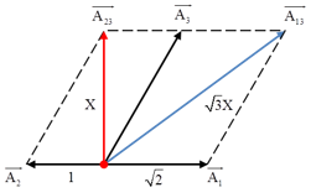 A₂₃ A₃ A₁₃
X √3X
A₂ 1 √2 A₁